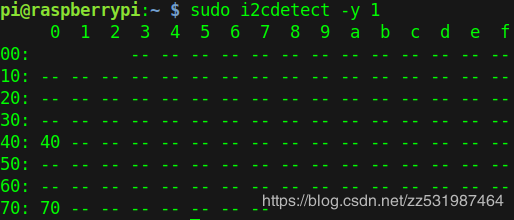 pi@raspberrypi:~ $ sudo i2cdetect -y 1
     0  1  2  3  4  5  6  7  8  9  a  b  c  d  e  f
00:          -- -- -- -- -- -- -- -- -- -- -- -- --
10: -- -- -- -- -- -- -- -- -- -- -- -- -- -- -- --
20: -- -- -- -- -- -- -- -- -- -- -- -- -- -- -- --
30: -- -- -- -- -- -- -- -- -- -- -- -- -- -- -- --
40: 40 -- -- -- -- -- -- -- -- -- -- -- -- -- -- --
50: -- -- -- -- -- -- -- -- -- -- -- -- -- -- -- --
60: -- -- -- -- -- -- -- -- -- -- -- -- -- -- -- --
70: 70 -- -- -- -- -- -- --
https://blog.csdn.net/zz531987464